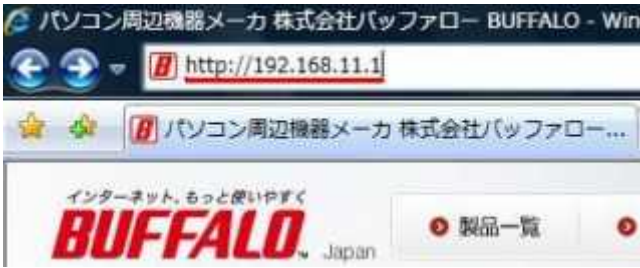 パソコン周辺機器メーカ 株式会社バッファロー BUFFALO - Win
http://192.168.11.1
パソコン周辺機器メーカ 株式会社バッファロー...
インターネット、もっと使いやすく
BUFFALO™ Japan
製品一覧